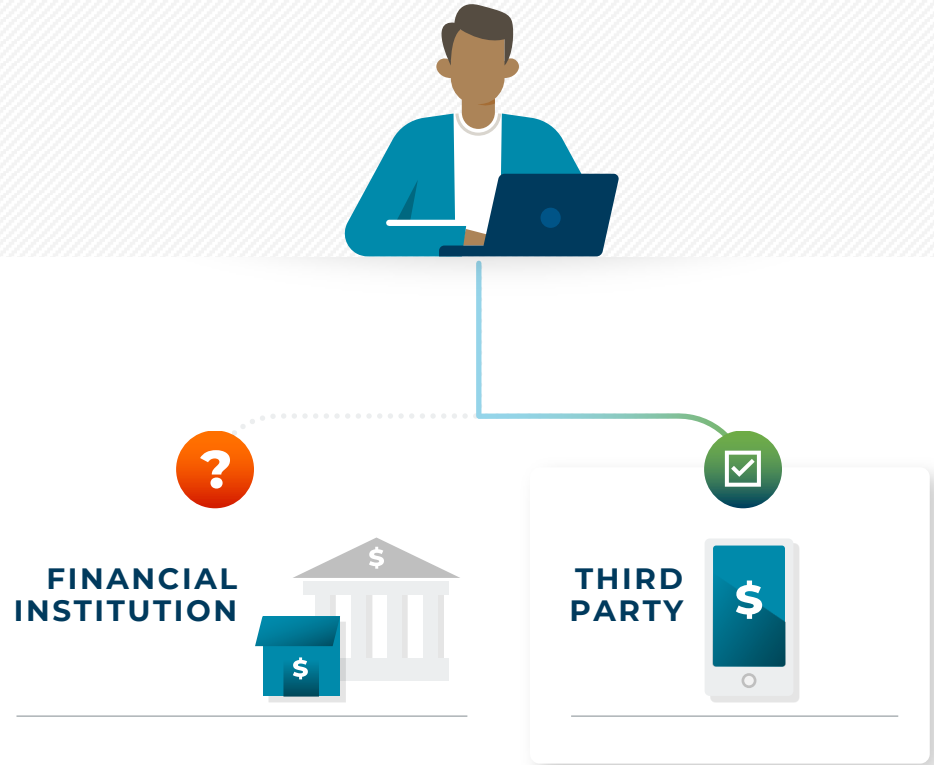 ?
FINANCIAL
INSTITUTION
$
$
THIRD
PARTY
$